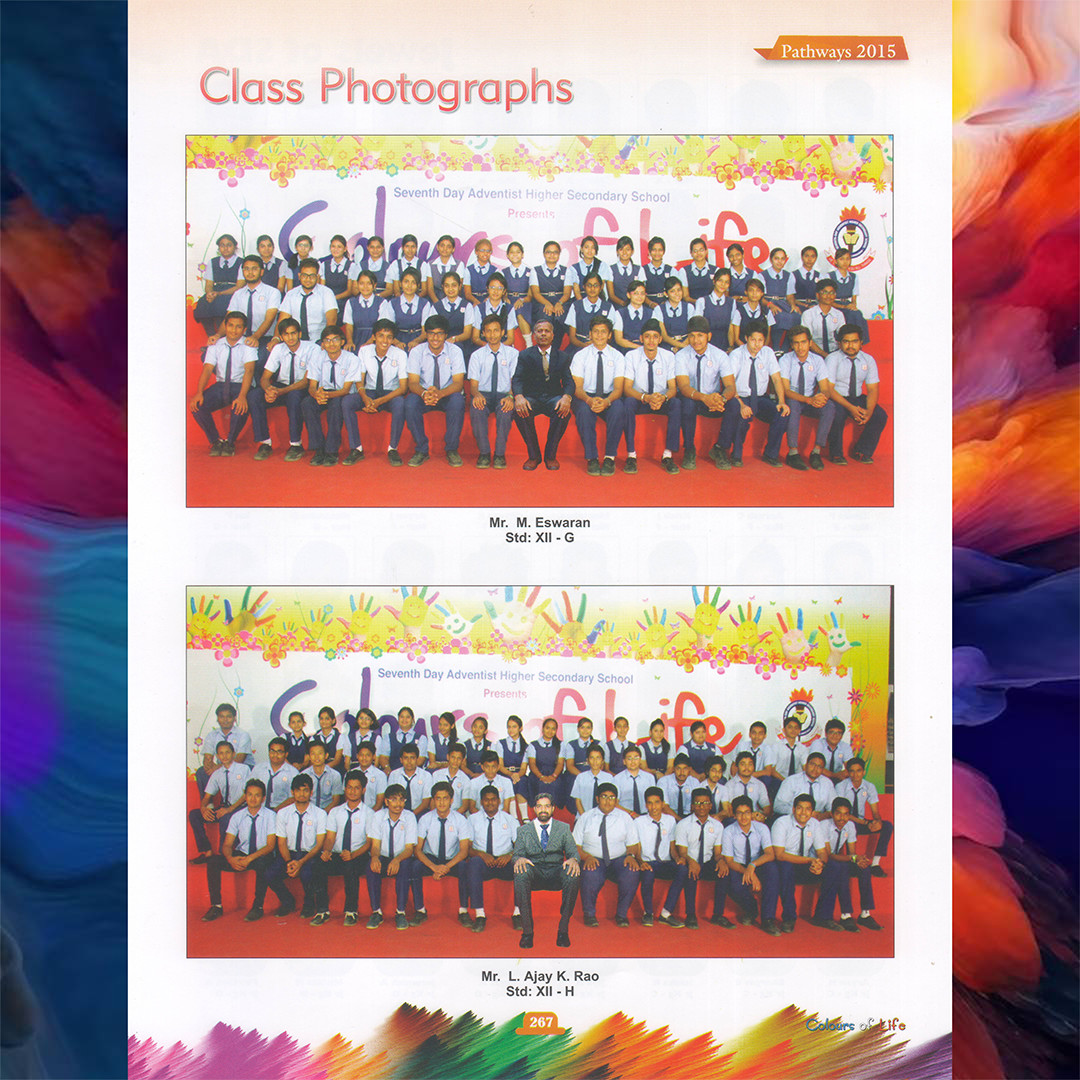 Pathways 2015
Class Photographs
Seventh Day Adventist Higher Secondary School
Presents
Colours of Life
Mr. M. Eswaran
Std: XII - G
Seventh Day Adventist Higher Secondary School
Presents
Colours of Life
Mr. L. Ajay K. Rao
Std: XII - H
267
Colours of Life